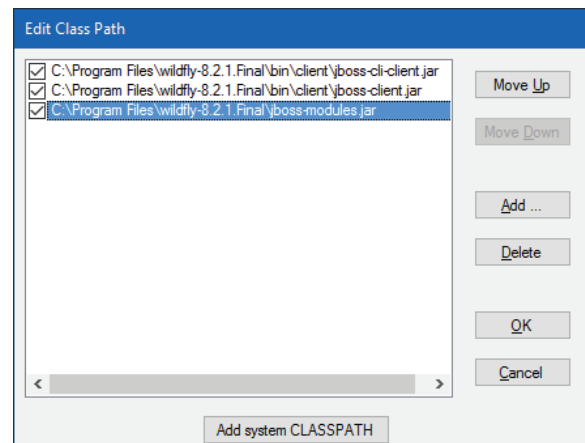 Edit Class Path
C:\Program Files\wildfly-8.2.1.Final\bin\client\jboss-cli-client.jar
C:\Program Files\wildfly-8.2.1.Final\bin\client\jboss-client.jar
C:\Program Files\wildfly-8.2.1.Final\jboss-modules.jar
Move Up
Move Down
Add ...
Delete
OK
Cancel
Add system CLASSPATH